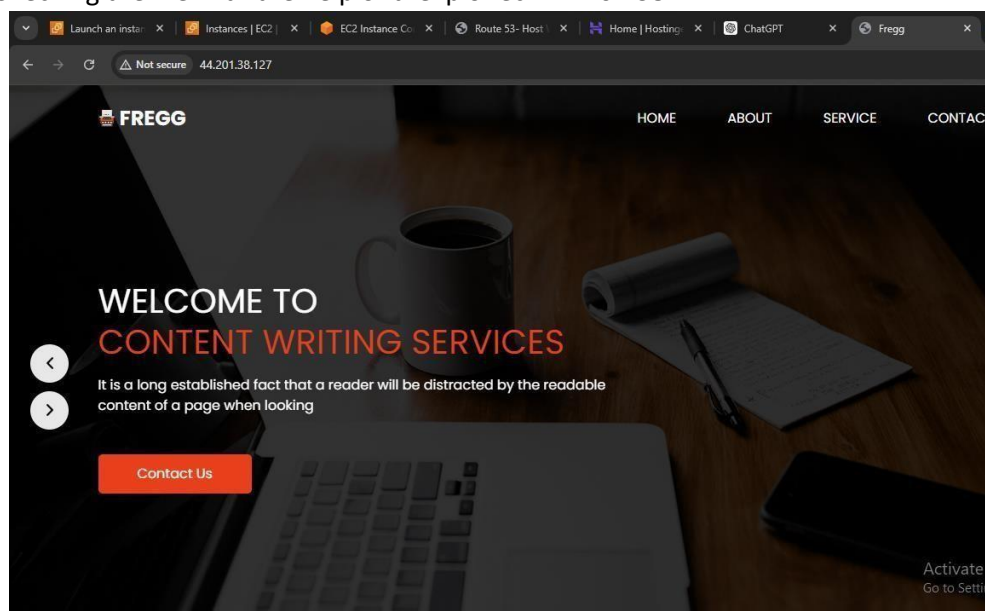 Launch an instan
Instances | EC2 |
EC2 Instance Co
Route 53- Host
Home | Hosting
ChatGPT
Fregg
Not secure 44.201.38.127
FREGG
HOME ABOUT SERVICE CONTAC
WELCOME TO
CONTENT WRITING SERVICES
It is a long established fact that a reader will be distracted by the readable
content of a page when looking
Contact Us
Activate
Go to Setti